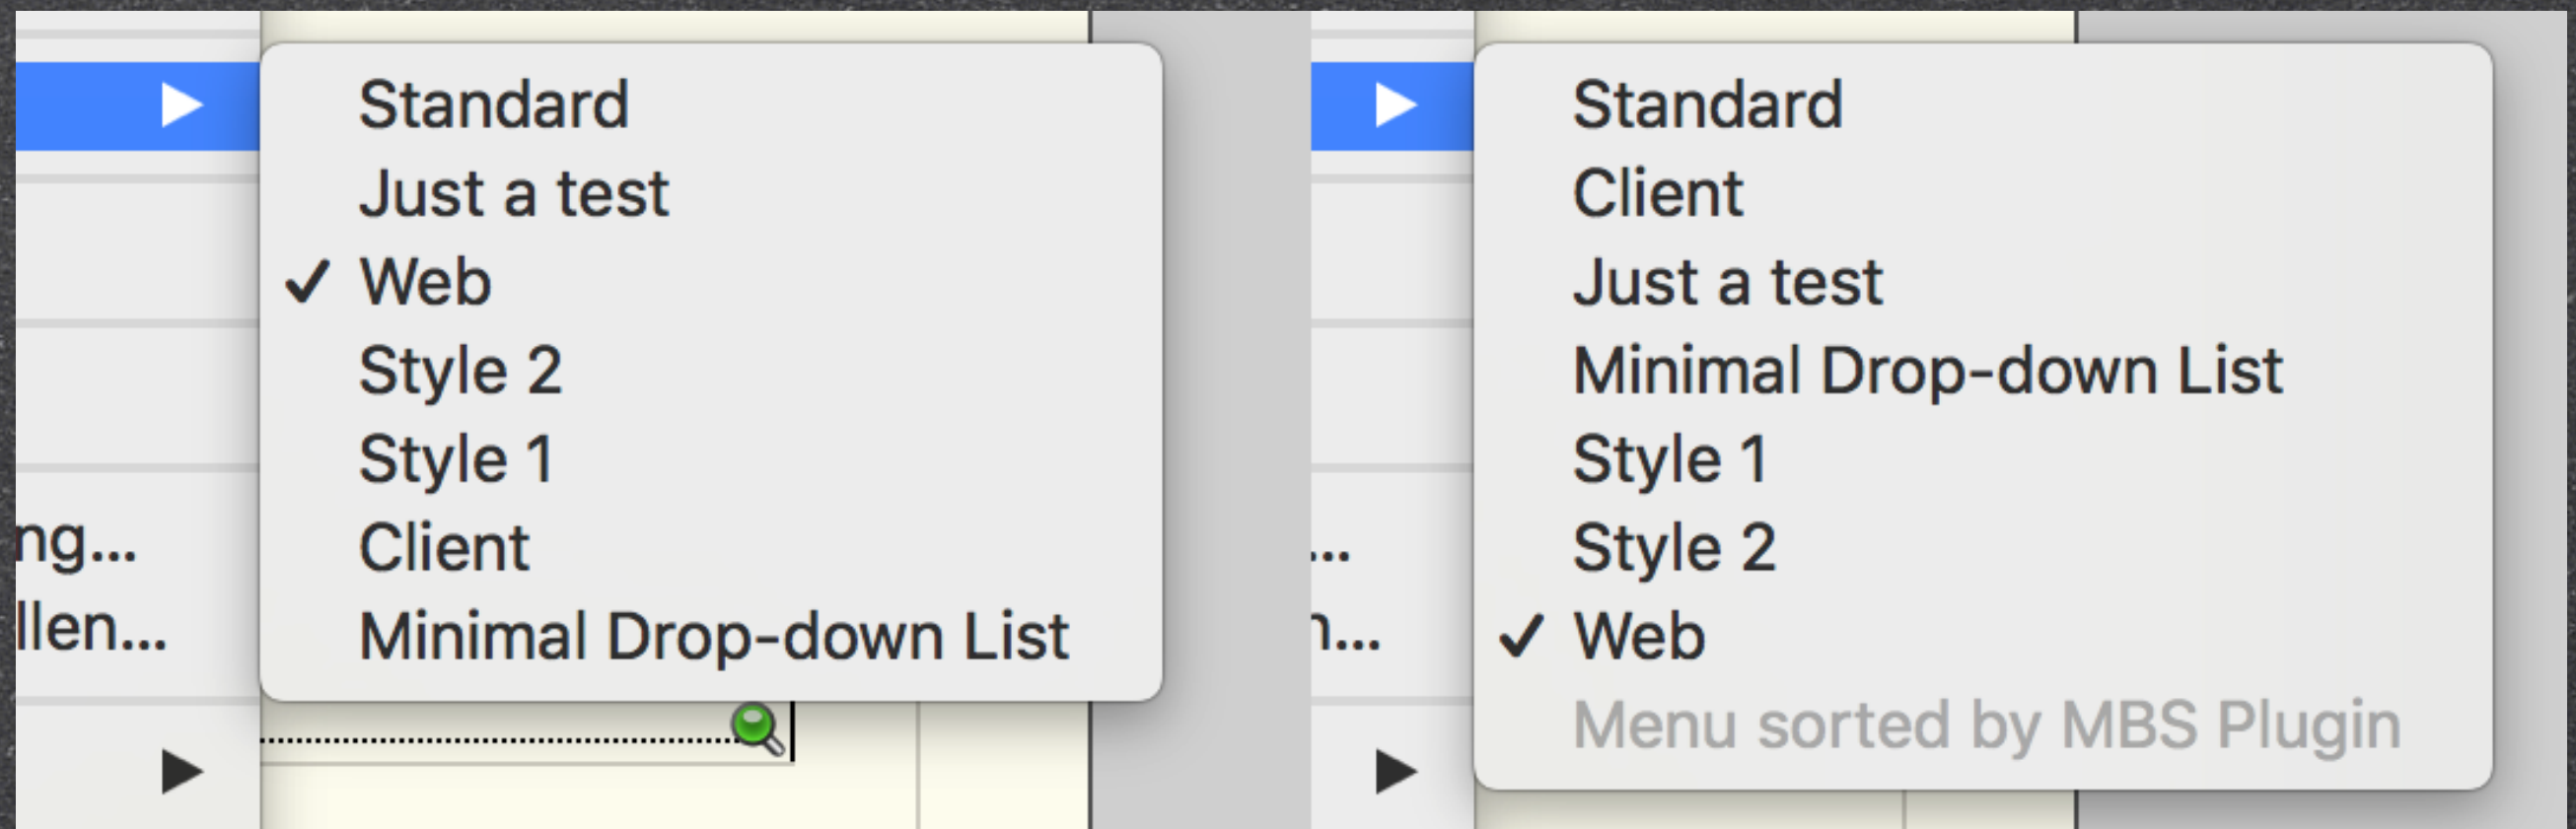 Standard
Just a test
✓ Web
Style 2
Style 1
Client
Minimal Drop-down List
ng...
llen...
Standard
Client
Just a test
Minimal Drop-down List
Style 1
Style 2
✓ Web
Menu sorted by MBS Plugin
...
n...